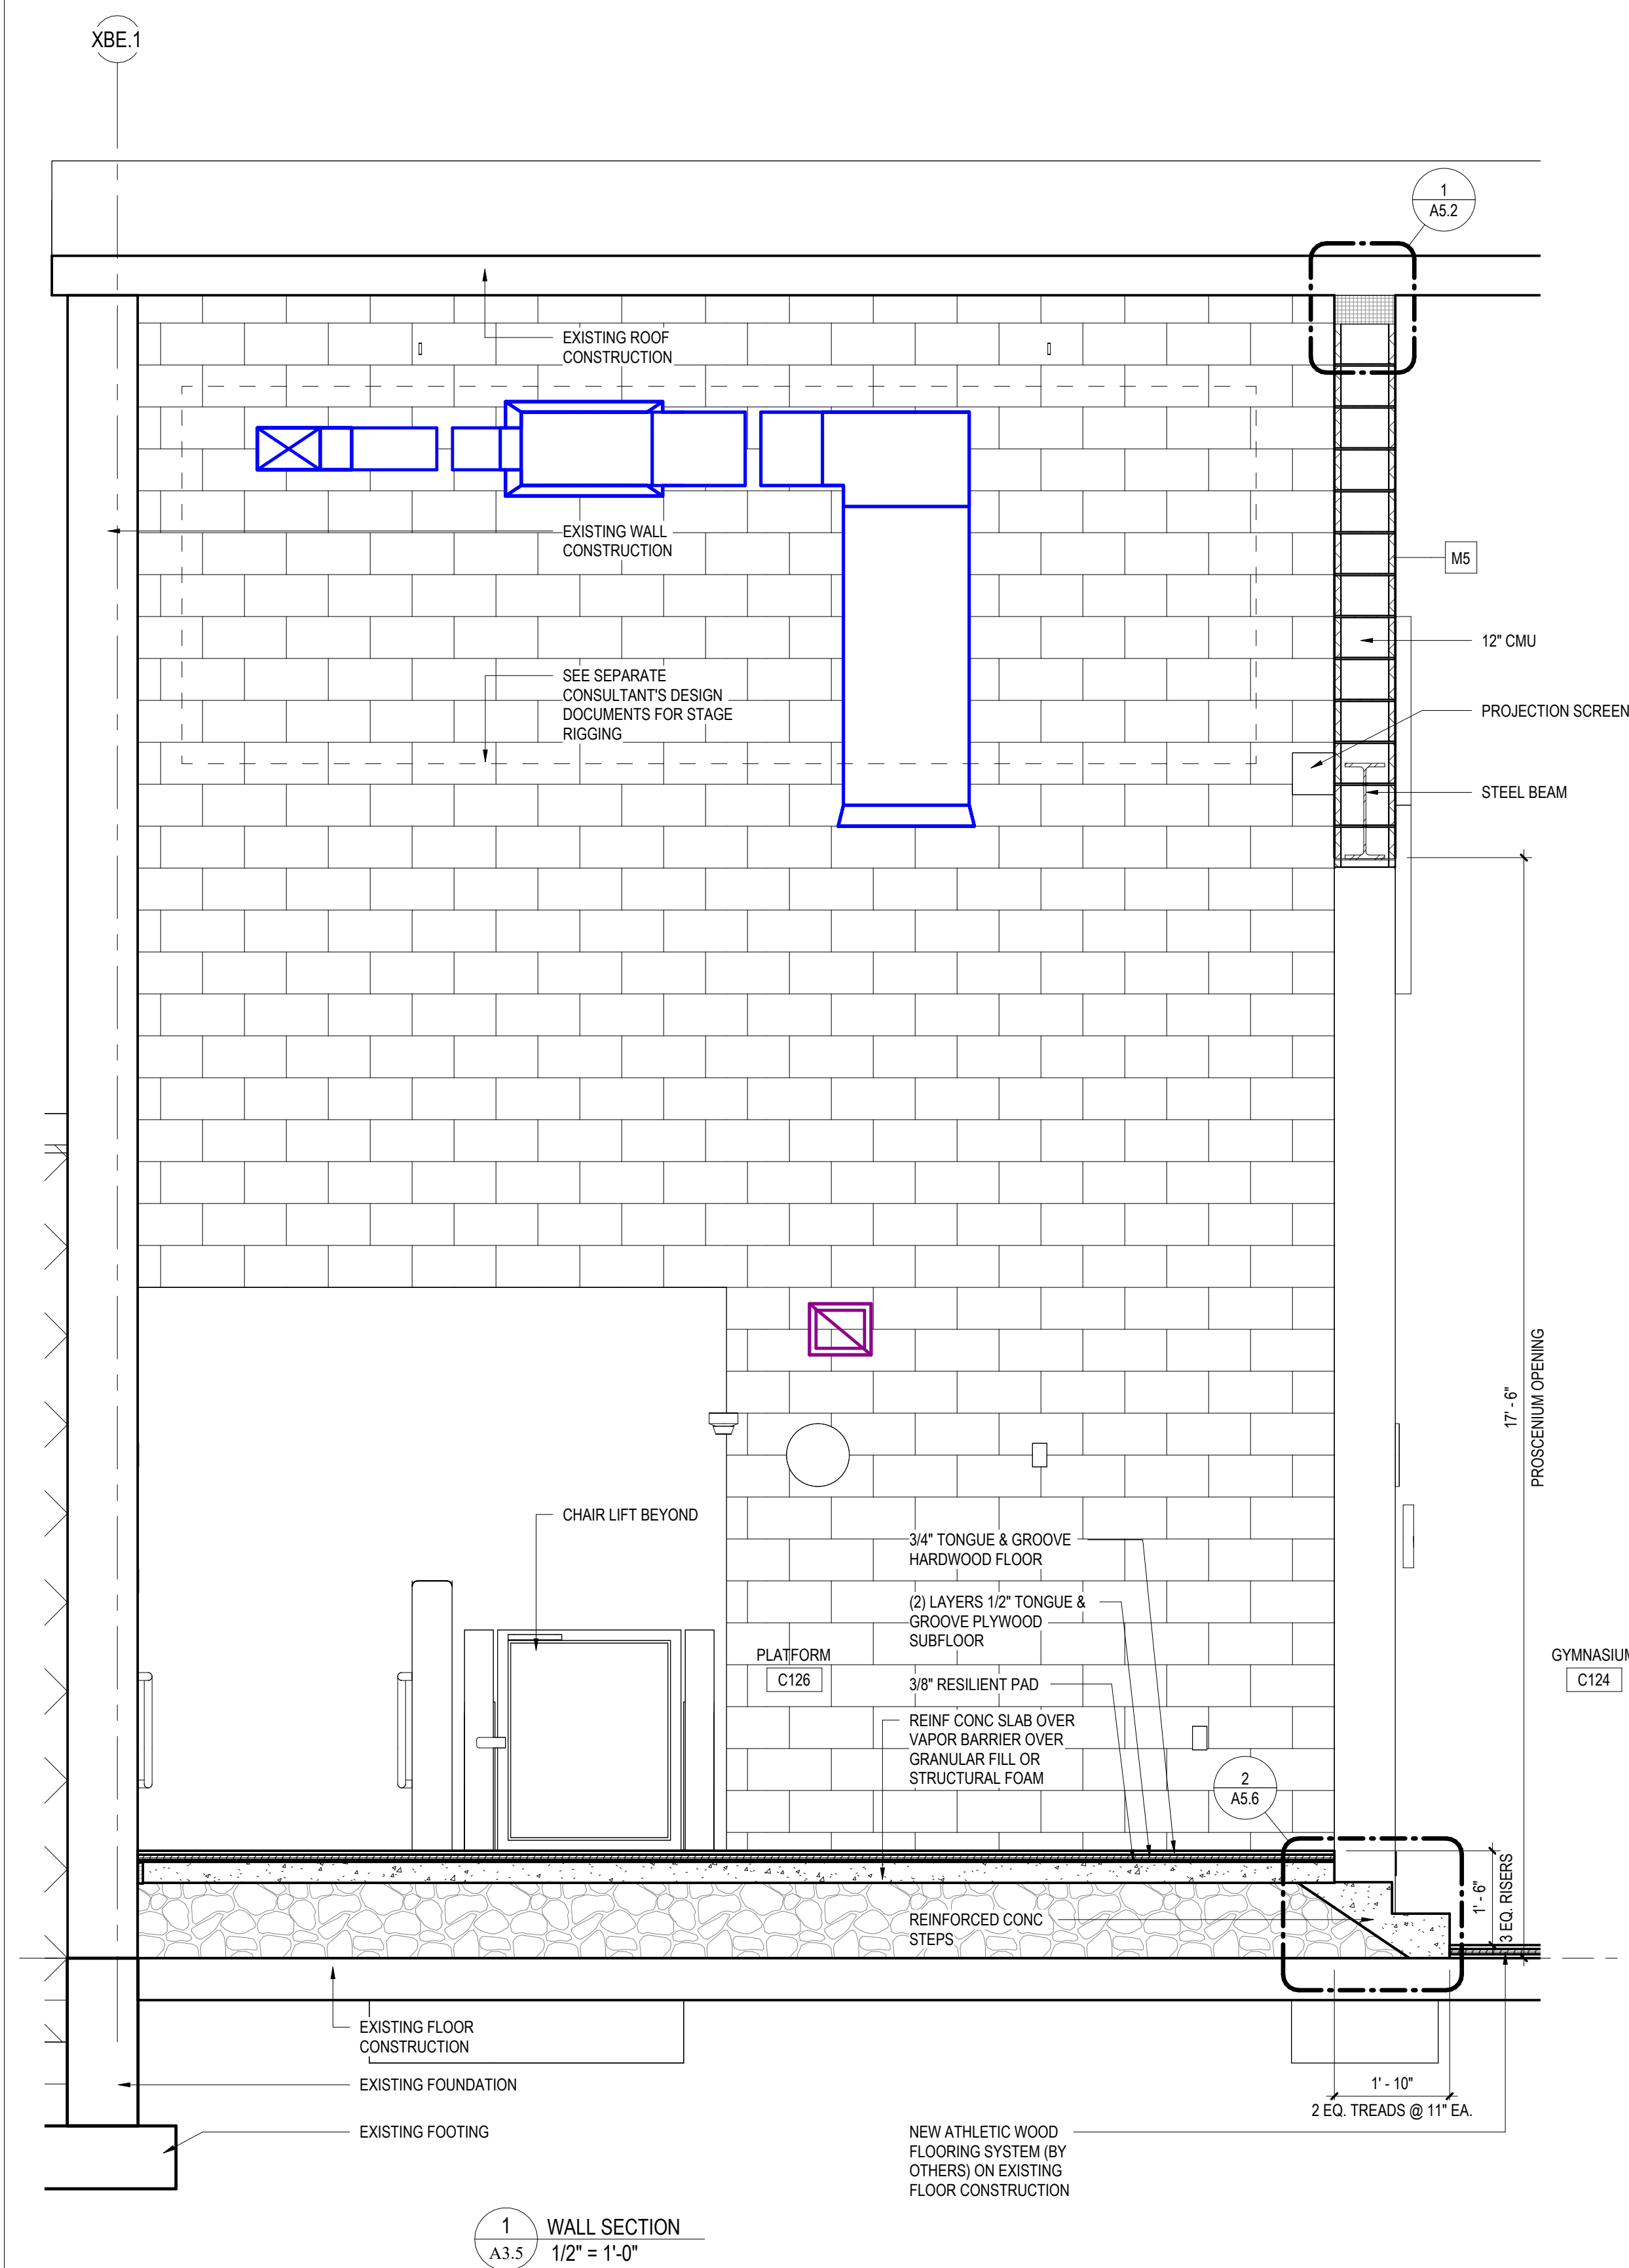 XBE.1
1
A5.2
EXISTING ROOF
CONSTRUCTION
EXISTING WALL
CONSTRUCTION
M5
12" CMU
SEE SEPARATE
CONSULTANT'S DESIGN
DOCUMENTS FOR STAGE
RIGGING
PROJECTION SCREEN
STEEL BEAM
17' - 6"
PROSCENIUM OPENING
CHAIR LIFT BEYOND
3/4" TONGUE & GROOVE
HARDWOOD FLOOR
(2) LAYERS 1/2" TONGUE &
GROOVE PLYWOOD
SUBFLOOR
PLATFORM
C126
GYMNASIUM
C124
3/8" RESILIENT PAD
REINF CONC SLAB OVER
VAPOR BARRIER OVER
GRANULAR FILL OR
STRUCTURAL FOAM
2
A5.6
1' - 6"
3 EQ. RISERS
REINFORCED CONC
STEPS
EXISTING FLOOR
CONSTRUCTION
EXISTING FOUNDATION
1' - 10"
2 EQ. TREADS @ 11" EA.
EXISTING FOOTING
NEW ATHLETIC WOOD
FLOORING SYSTEM (BY
OTHERS) ON EXISTING
FLOOR CONSTRUCTION
1
A3.5
WALL SECTION
1/2" = 1'-0"